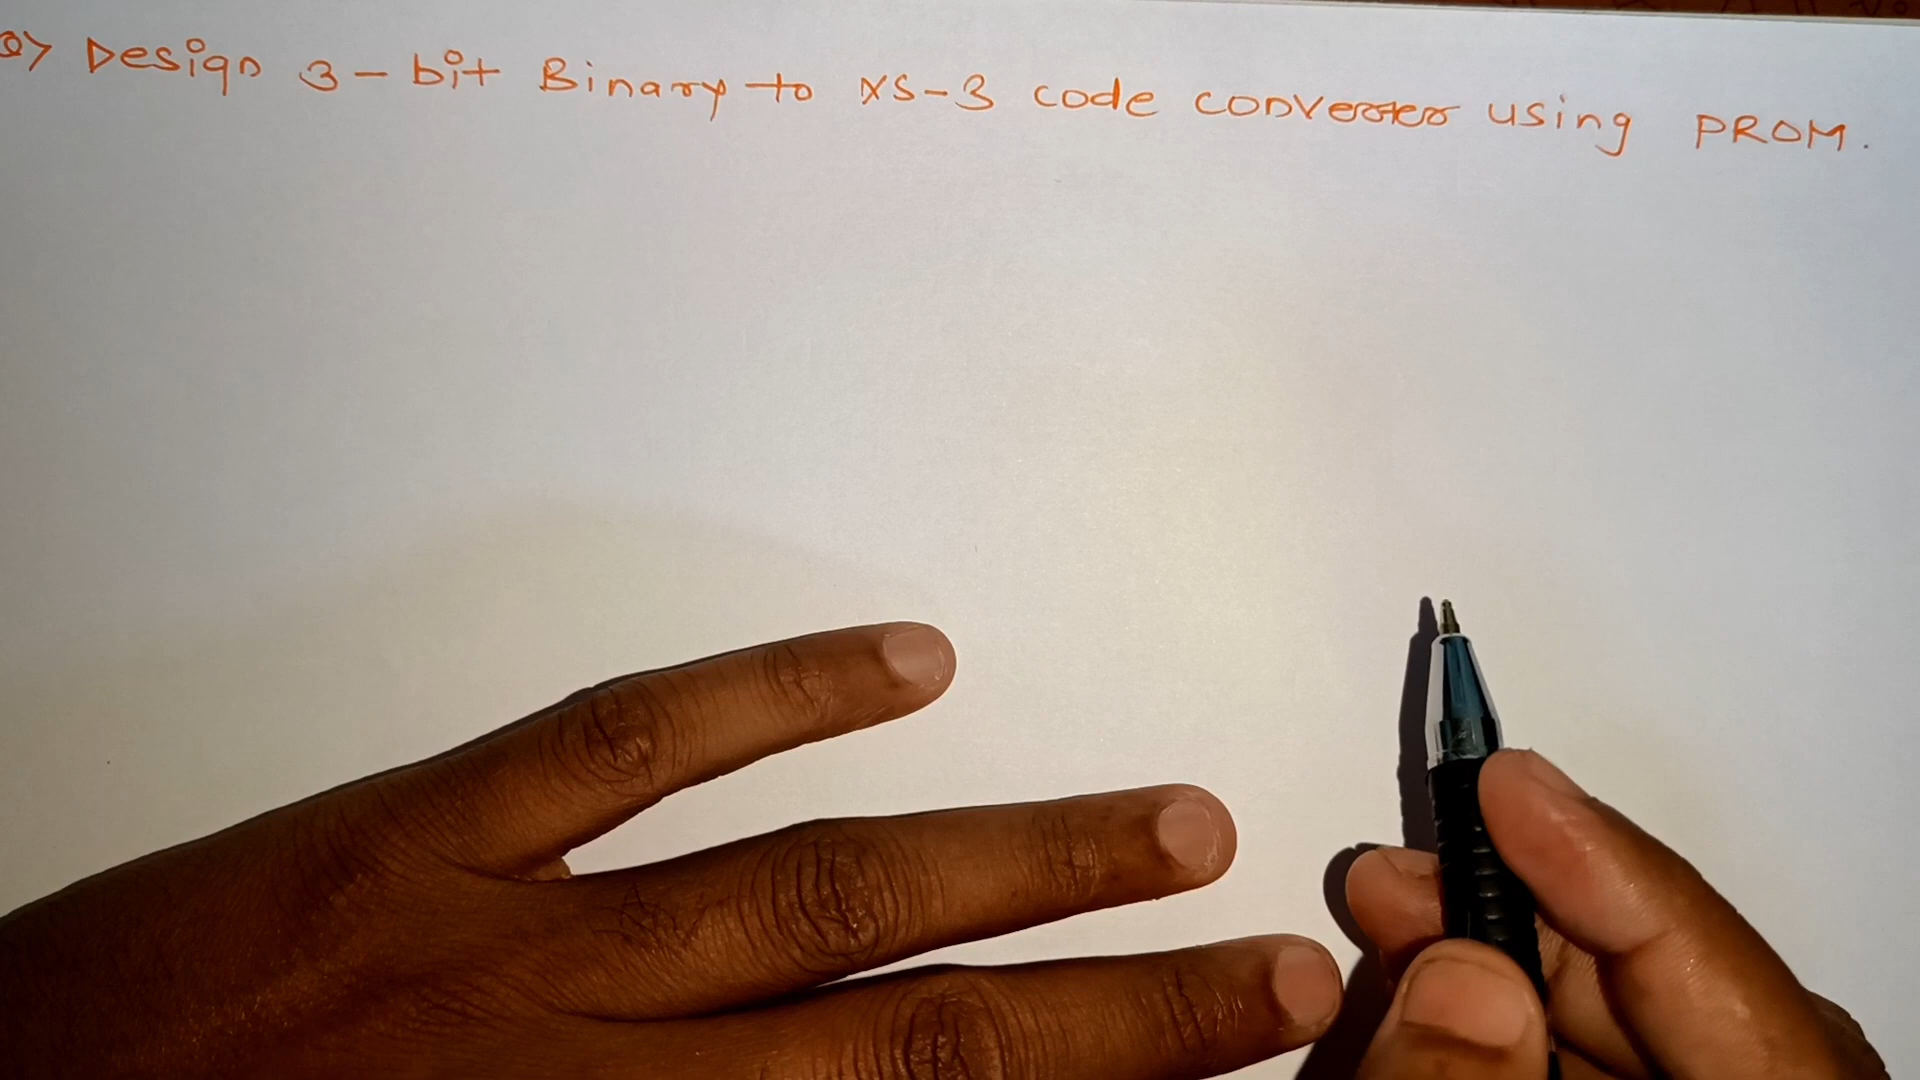 Q> Design 3-bit Binary to XS-3 code converter using PROM.